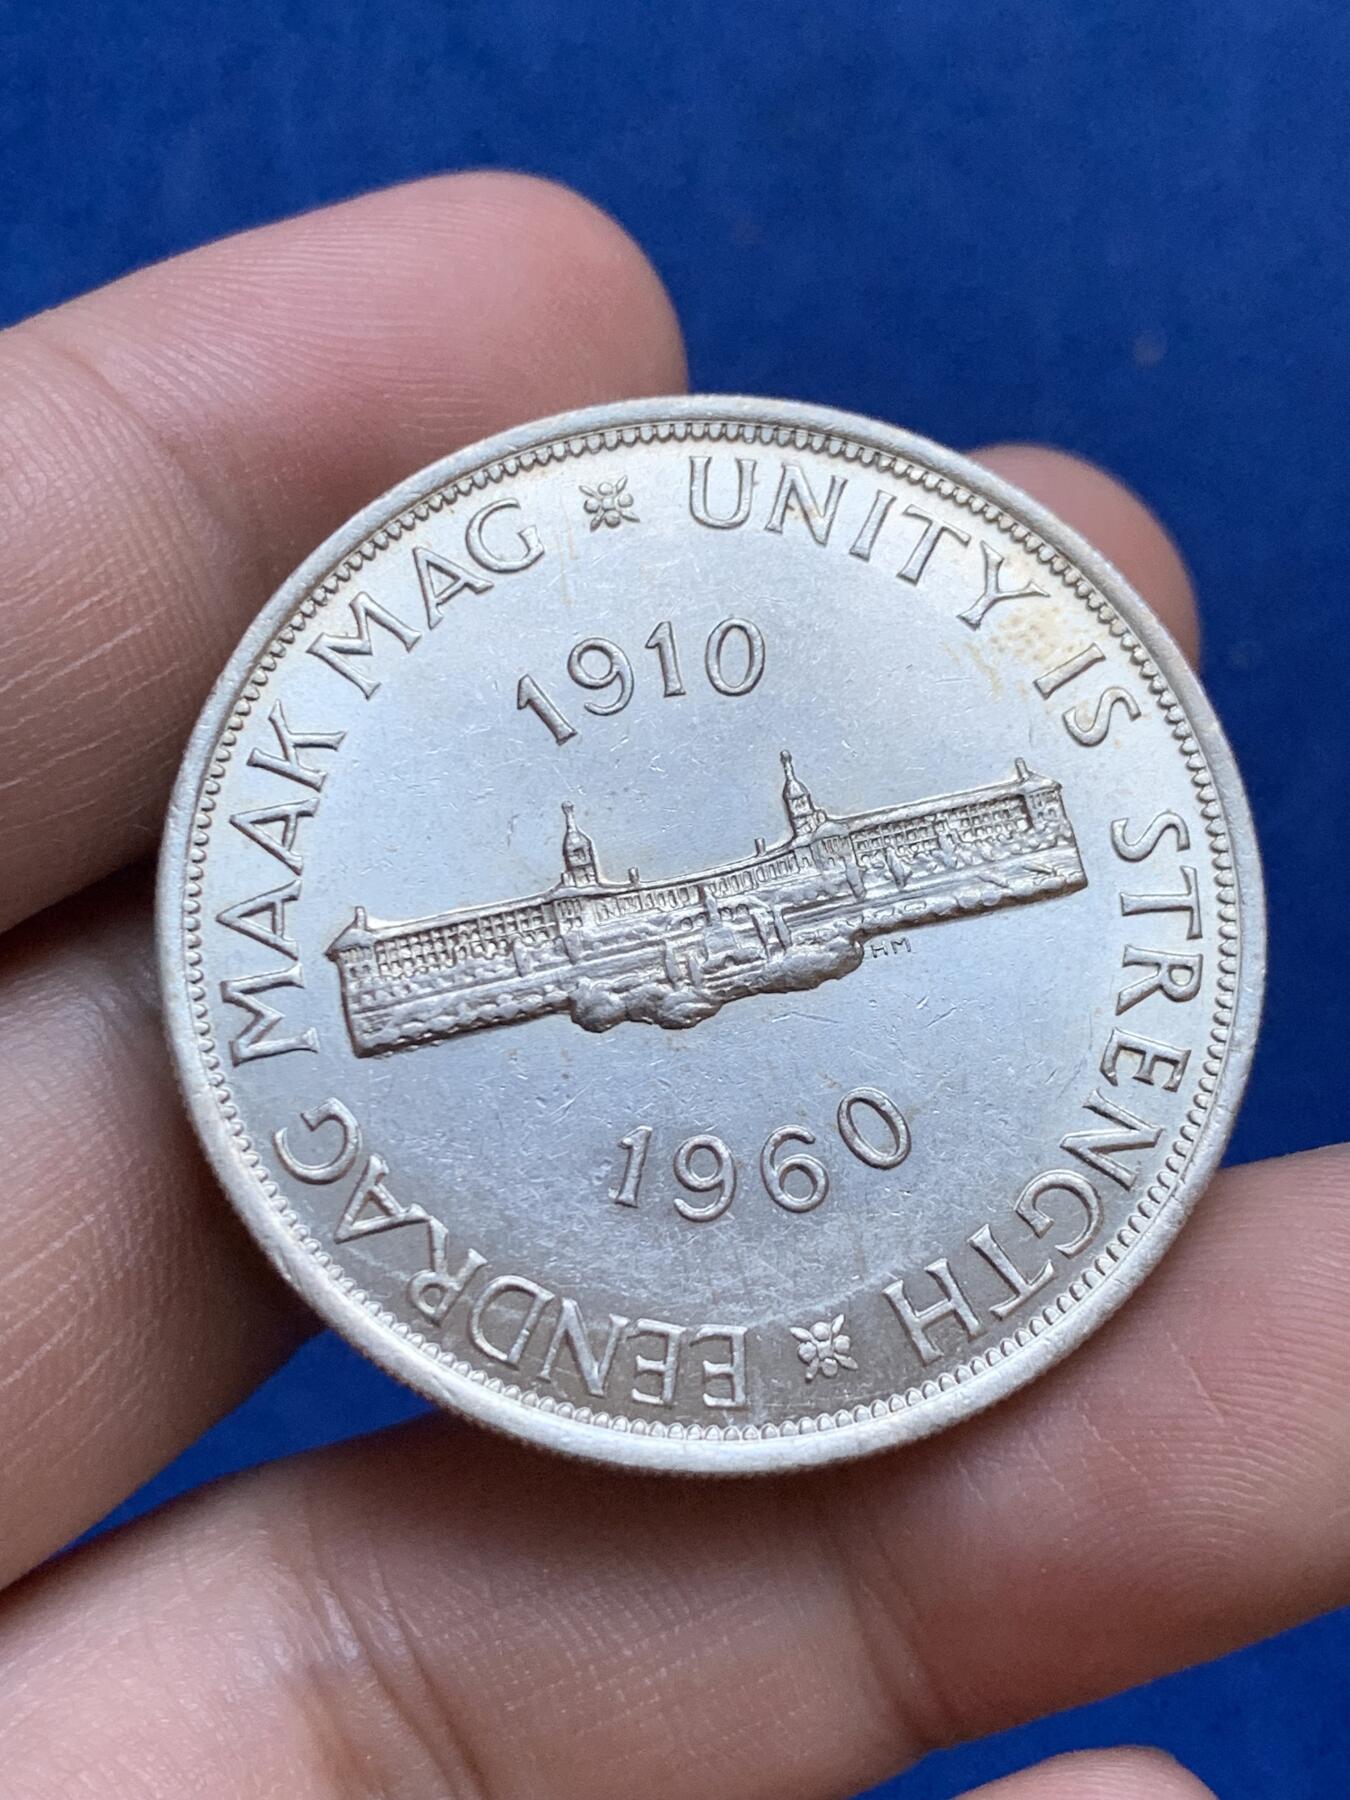 EENDRAG MAAK MAG
UNITY IS STRENGTH
1910
HM
1960